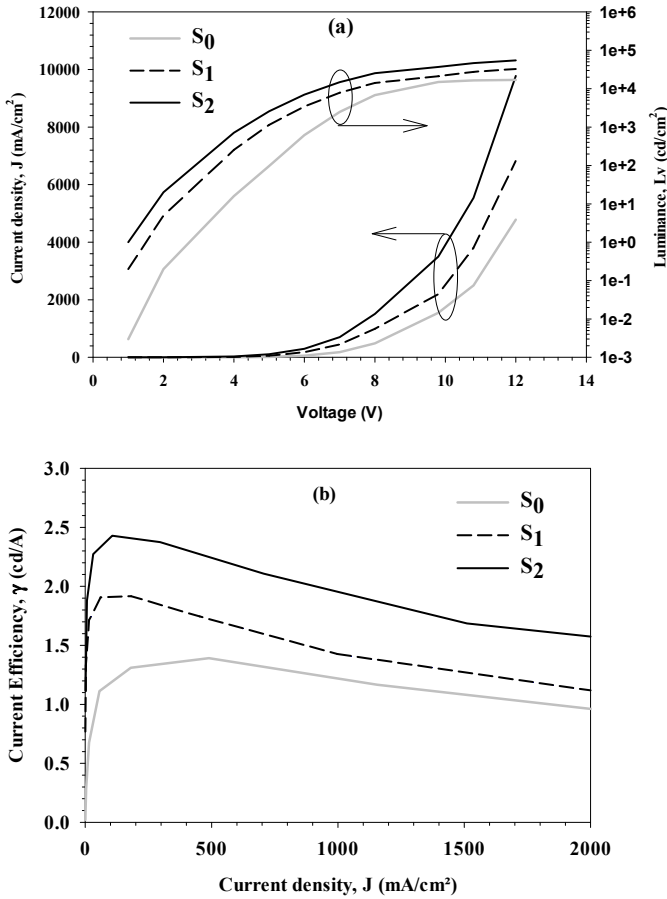 (a)
S0
S1
S2
12000
10000
8000
6000
4000
2000
0
Current density, J (mA/cm²)
1e+6
1e+5
1e+4
1e+3
1e+2
1e+1
1e+0
1e-1
1e-2
1e-3
Luminance, Lv (cd/cm²)
0 2 4 6 8 10 12 14
Voltage (V)
(b)
S0
S1
S2
3.0
2.5
2.0
1.5
1.0
0.5
0.0
Current Efficiency, γ (cd/A)
0 500 1000 1500 2000
Current density, J (mA/cm²)